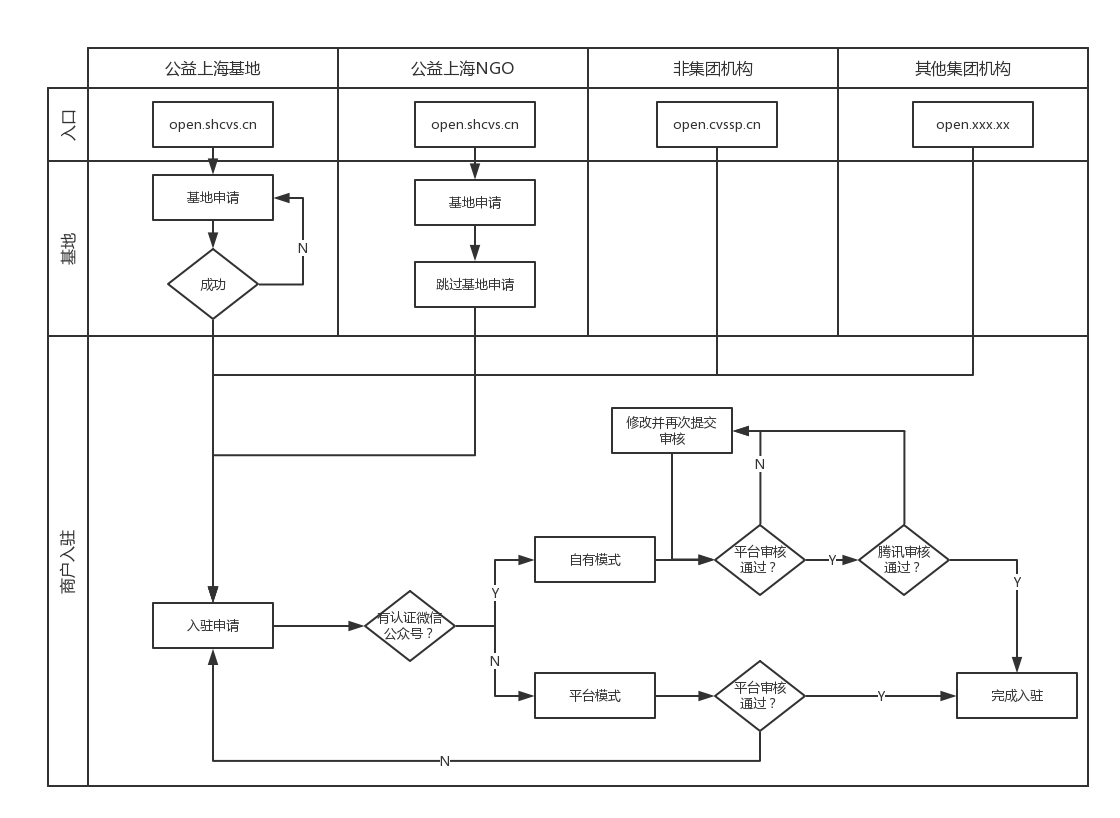 公益上海基地
公益上海NGO
非集团机构
其他集团机构
入口
open.shcvs.cn
open.shcvs.cn
open.cvssp.cn
open.xxx.xx
基地
基地申请
基地申请
N
成功
跳过基地申请
商户入驻
修改并再次提交
审核
N
自有模式
平台审核
通过？
Y
腾讯审核
通过？
Y
Y
入驻申请
有认证微信
公众号？
N
平台模式
平台审核
通过？
Y
完成入驻
N